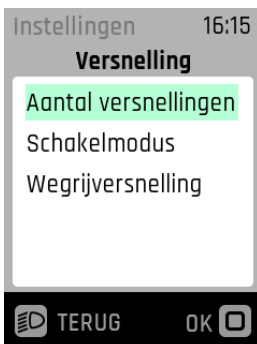 Instellingen 16:15
Versnelling
Aantal versnellingen
Schakelmodus
Wegrijversnelling
TERUG OK